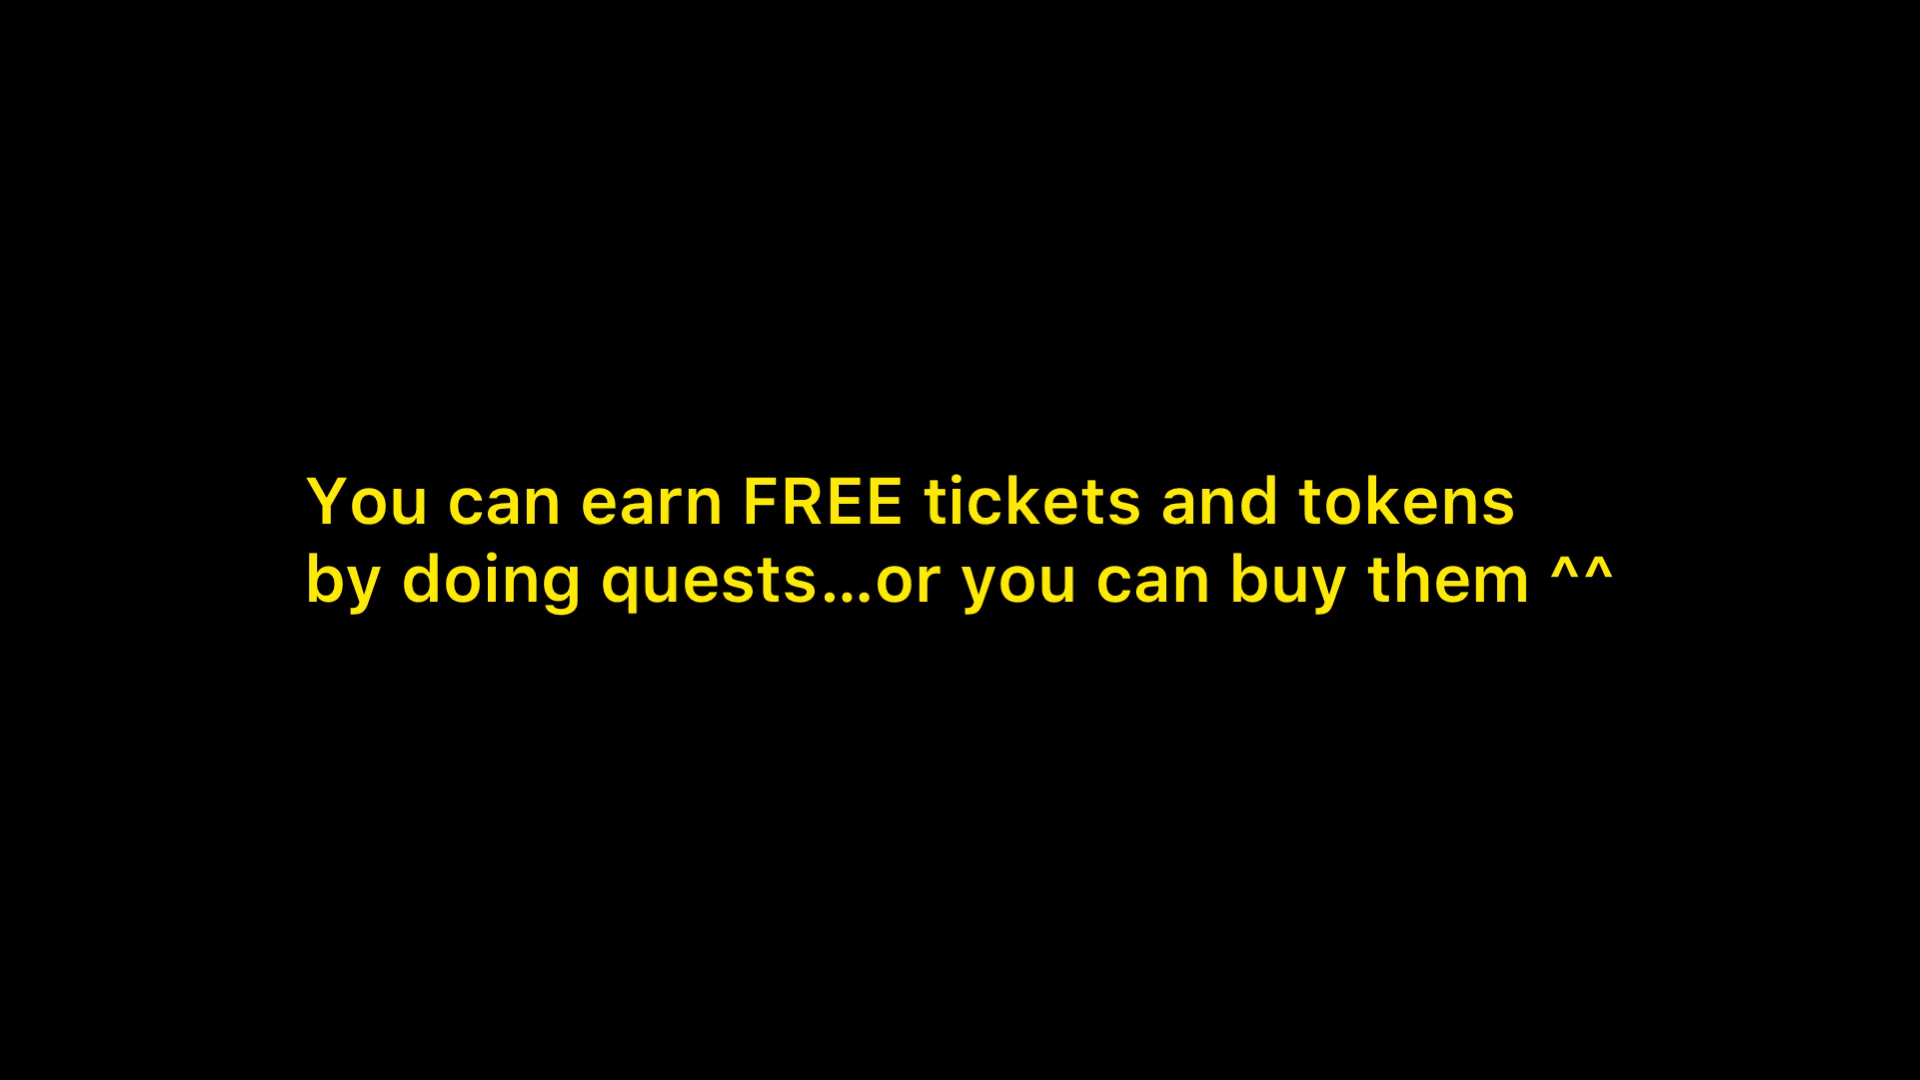 You can earn FREE tickets and tokens
by doing quests...or you can buy them ^^